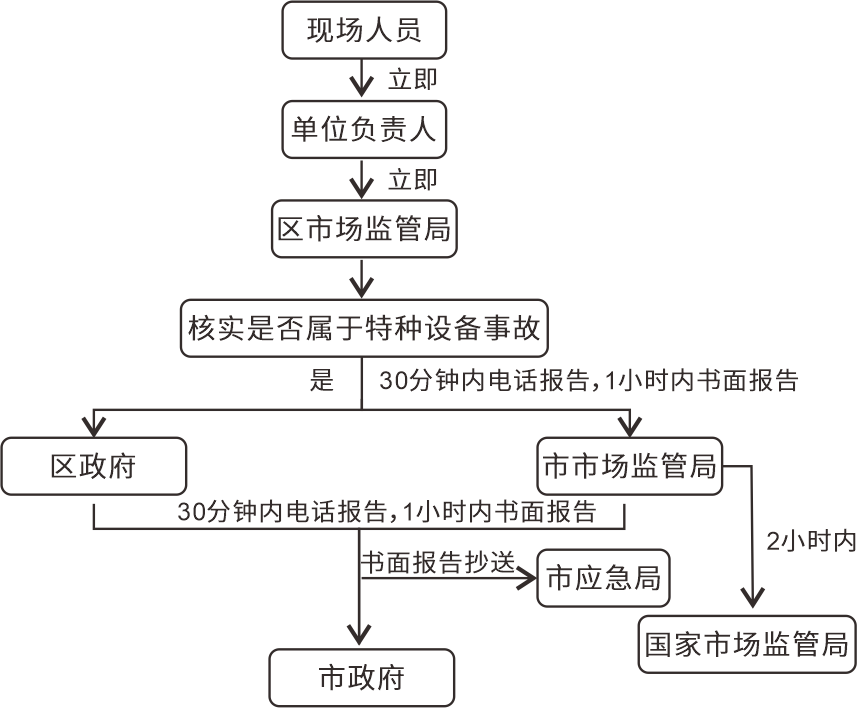 现场人员
立即
单位负责人
立即
区市场监管局
核实是否属于特种设备事故
是
30分钟内电话报告，1小时内书面报告
区政府
市市场监管局
30分钟内电话报告，1小时内书面报告
2小时内
书面报告抄送
市应急局
国家市场监管局
市政府